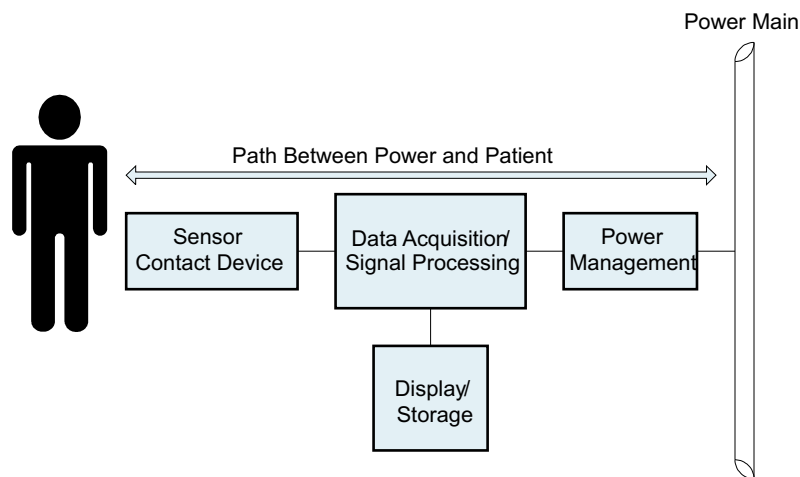 Power Main
Path Between Power and Patient
Sensor
Contact Device
Data Acquisition/
Signal Processing
Power
Management
Display/
Storage